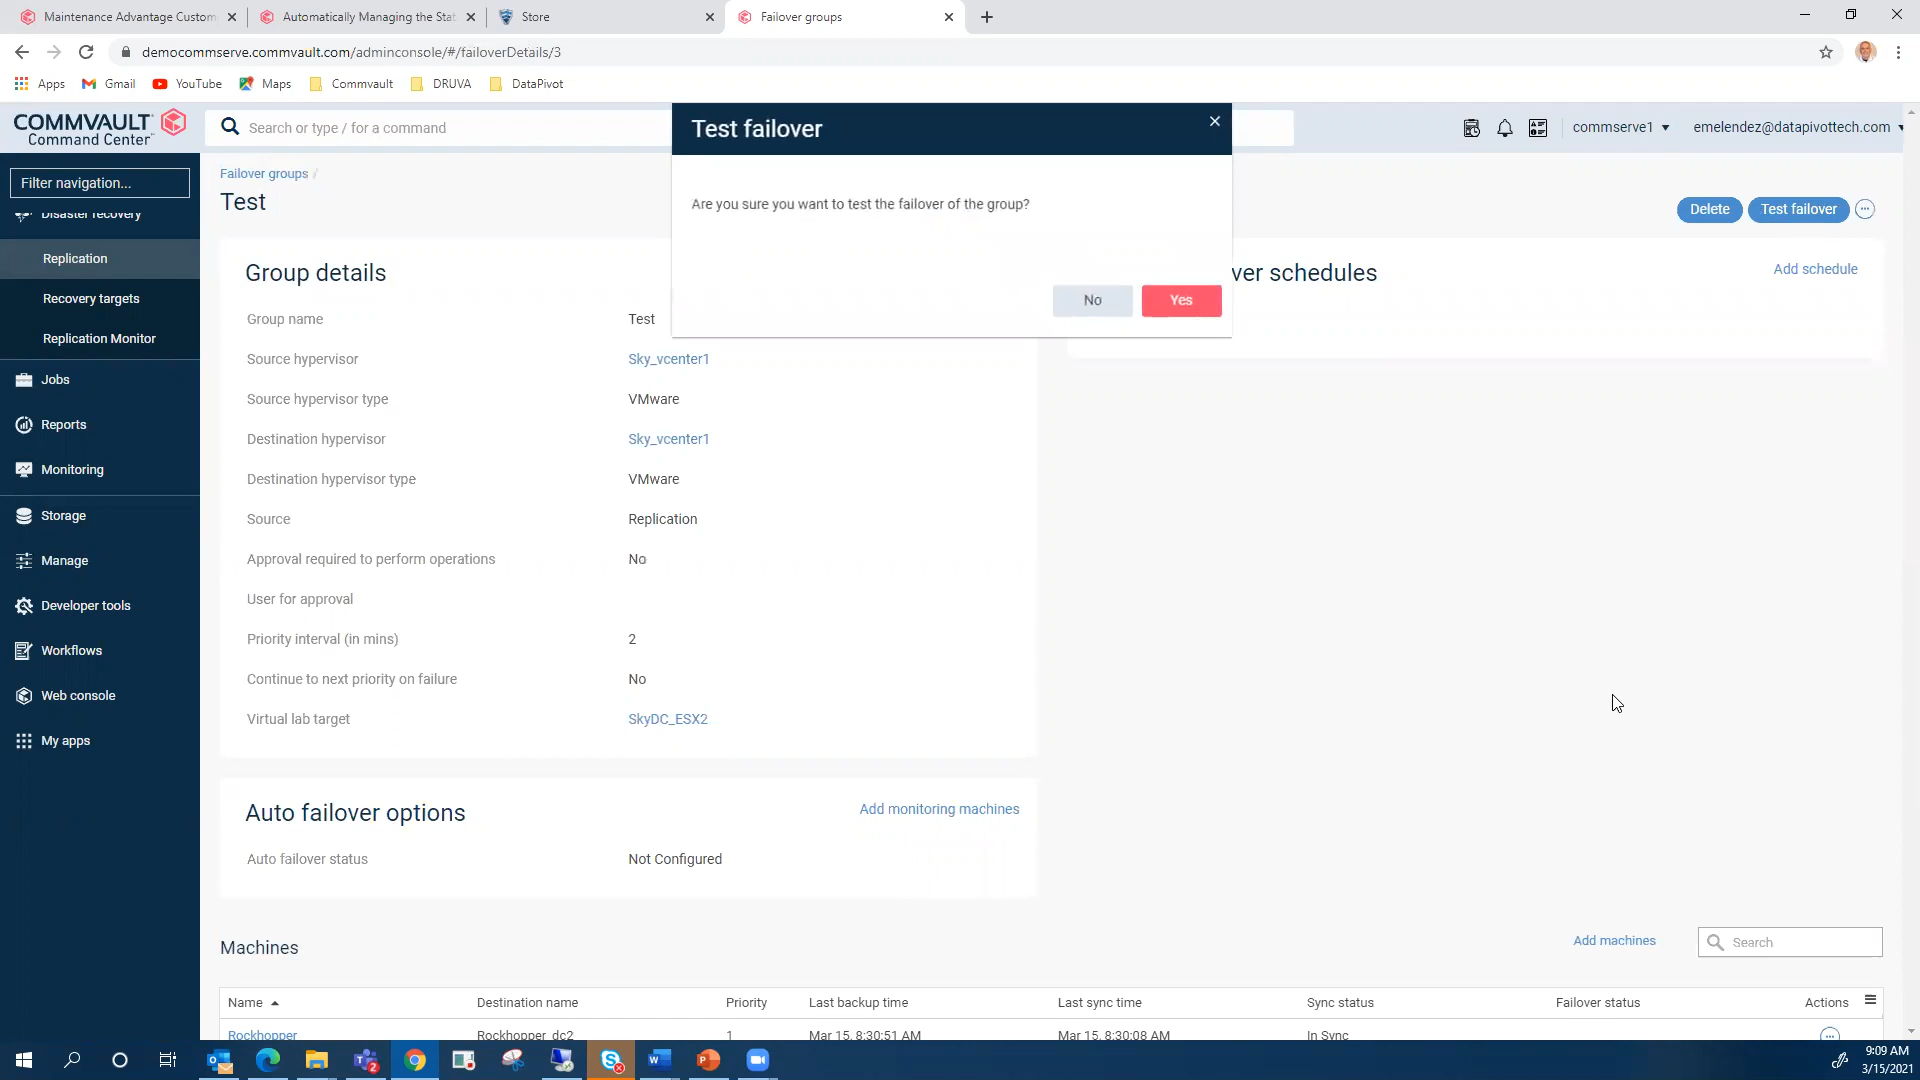 Maintenance Advantage Custom
Automatically Managing the Stat
Store
Failover groups
democommserve.commvault.com/adminconsole/#/failoverDetails/3
Apps
Gmail
YouTube
Maps
Commvault
DRUVA
DataPivot
COMMVAULT
Command Center
Search or type / for a command
Test failover
commserve1
emelendez@datapivottech.com
Filter navigation...
Disaster recovery
Replication
Recovery targets
Replication Monitor
Jobs
Reports
Monitoring
Storage
Manage
Developer tools
Workflows
Web console
My apps
Failover groups /
Test
Are you sure you want to test the failover of the group?
No
Yes
Delete
Test failover
Group details
Group name Test
Source hypervisor Sky_vcenter1
Source hypervisor type VMware
Destination hypervisor Sky_vcenter1
Destination hypervisor type VMware
Source Replication
Approval required to perform operations No
User for approval
Priority interval (in mins) 2
Continue to next priority on failure No
Virtual lab target SkyDC_ESX2
ver schedules
Add schedule
Auto failover options
Add monitoring machines
Auto failover status Not Configured
Machines
Add machines
Search
Name Destination name Priority Last backup time Last sync time Sync status Failover status Actions
Rockhopper Rockhopper_dc2 1 Mar 15, 8:30:51 AM Mar 15, 8:30:08 AM In Sync
2
9:09 AM
3/15/2021